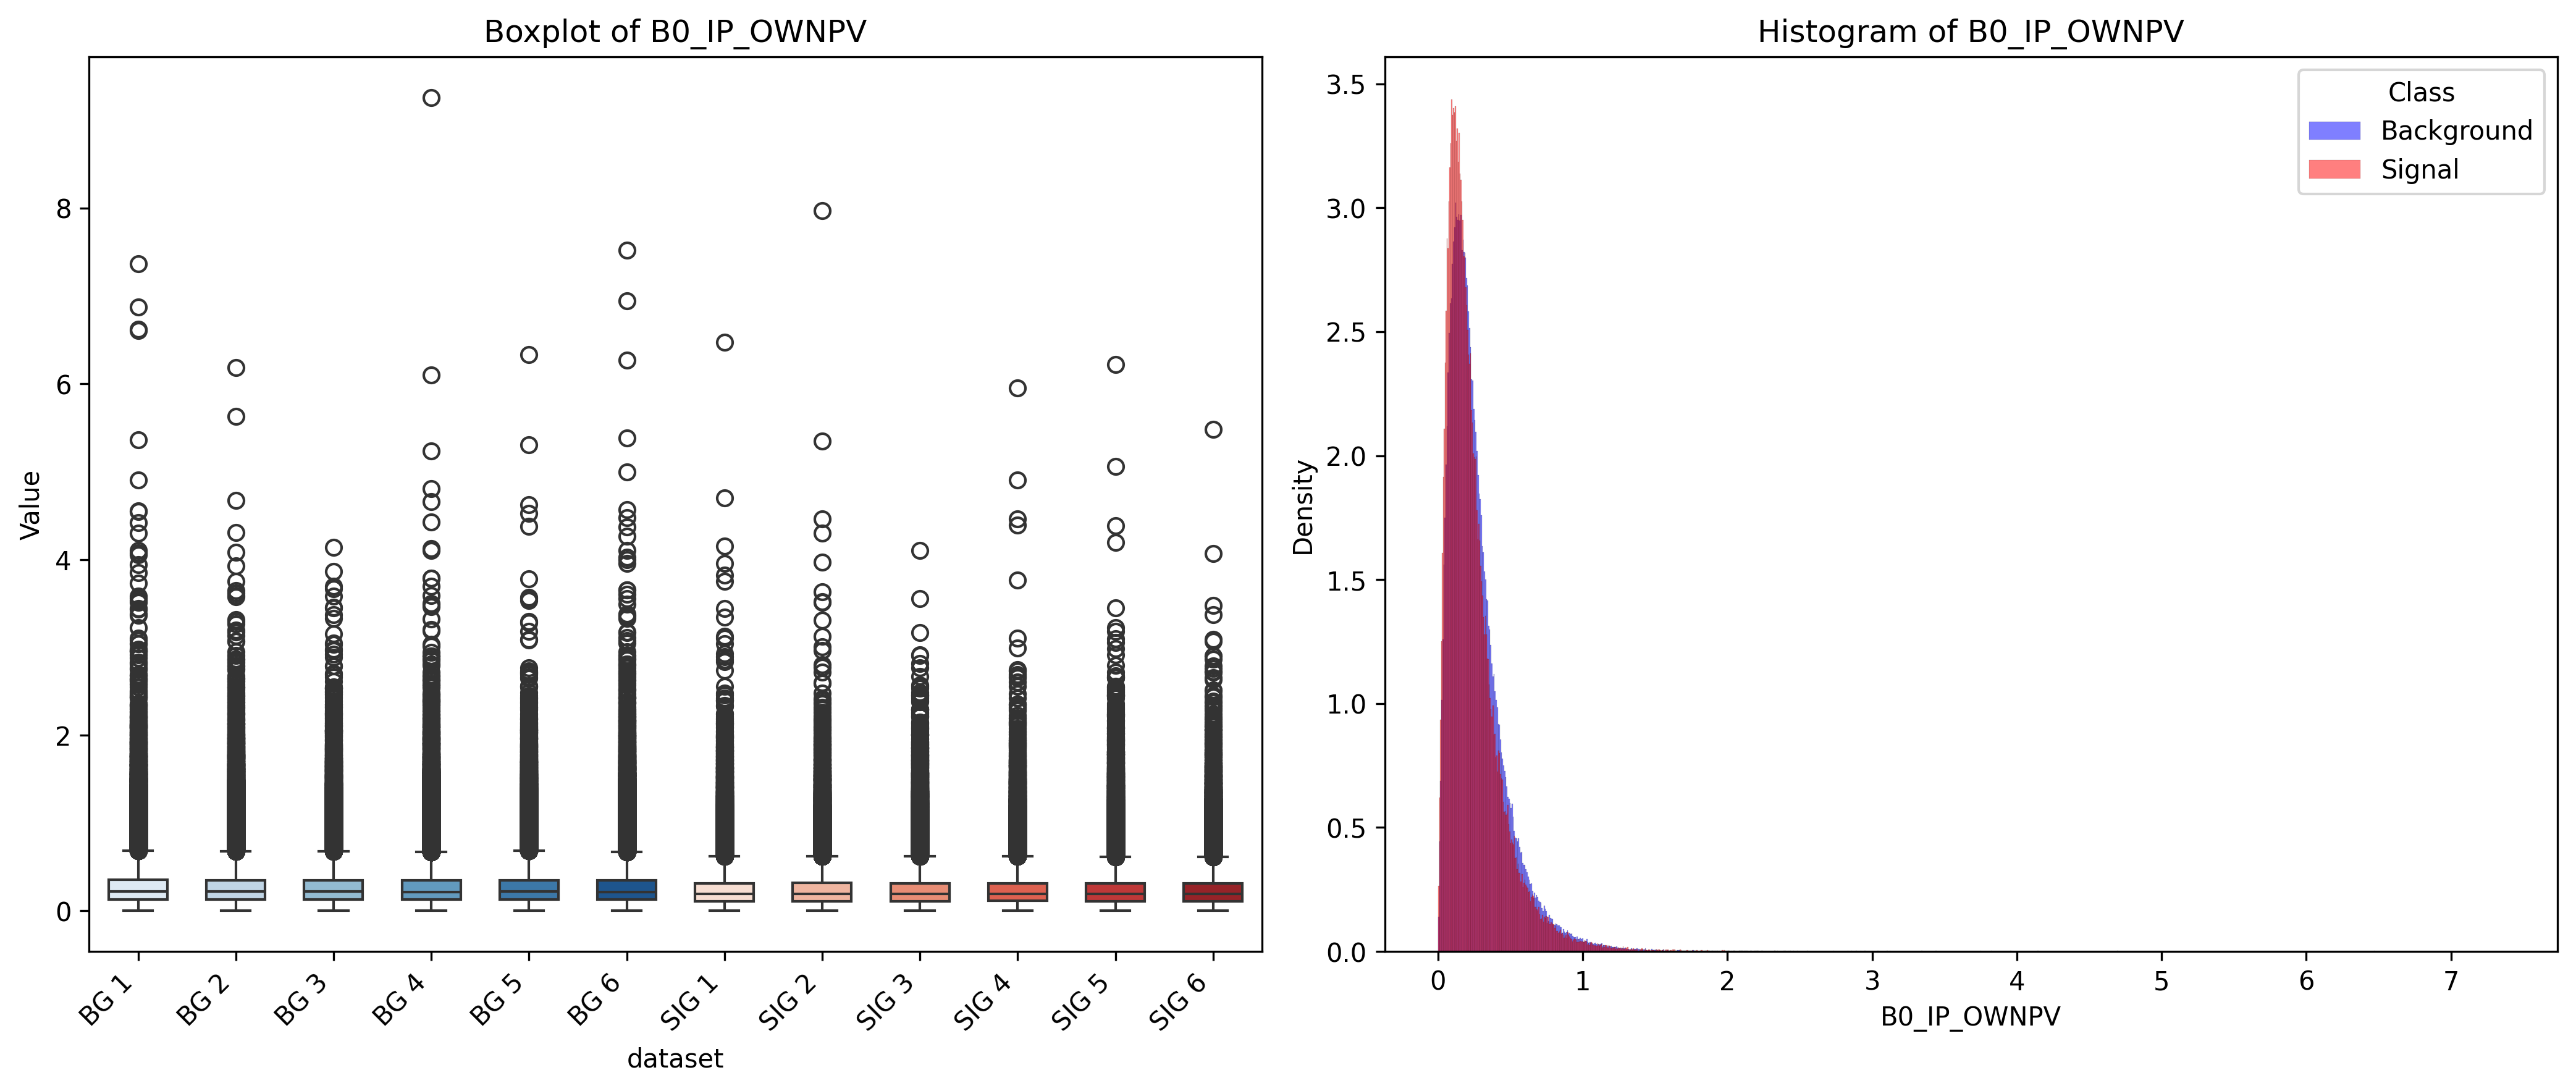 Boxplot of B0_IP_OWNPV
Value
8
6
4
2
0
BG 1
BG 2
BG 3
BG 4
BG 5
BG 6
SIG 1
SIG 2
SIG 3
SIG 4
SIG 5
SIG 6
dataset
Histogram of B0_IP_OWNPV
Class
Background
Signal
Density
3.5
3.0
2.5
2.0
1.5
1.0
0.5
0.0
0
1
2
3
4
5
6
7
B0_IP_OWNPV